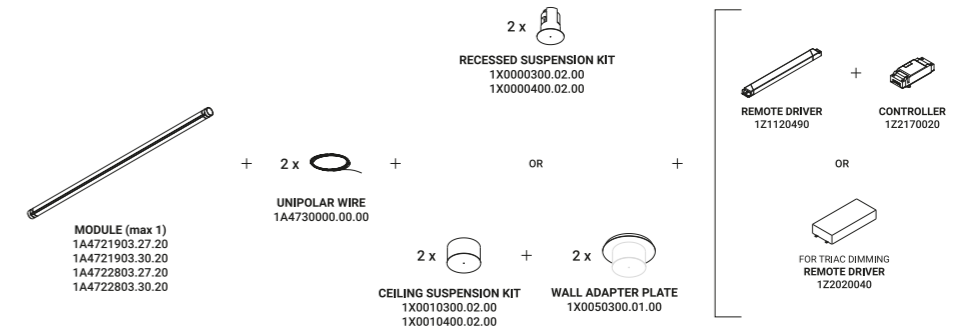 2 x
RECESSED SUSPENSION KIT
1X0000300.02.00
1X0000400.02.00
MODULE (max 1)
1A4721903.27.20
1A4721903.30.20
1A4722803.27.20
1A4722803.30.20
+
2 x
UNIPOLAR WIRE
1A4730000.00.00
+
OR
2 x
CEILING SUSPENSION KIT
1X0010300.02.00
1X0010400.02.00
+
2 x
WALL ADAPTER PLATE
1X0050300.01.00
+
REMOTE DRIVER
1Z1120490
+
CONTROLLER
1Z2170020
OR
FOR TRIAC DIMMING
REMOTE DRIVER
1Z2020040